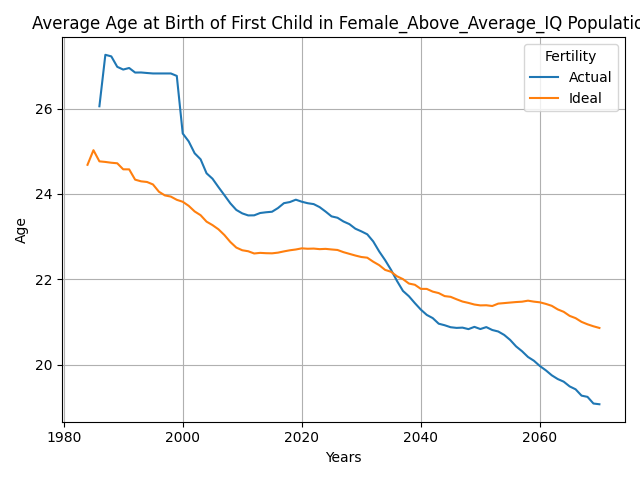 Average Age at Birth of First Child in Female_Above_Average_IQ Populatio
Fertility
Actual
Ideal
Age
26
24
22
20
1980
2000
2020
2040
2060
Years